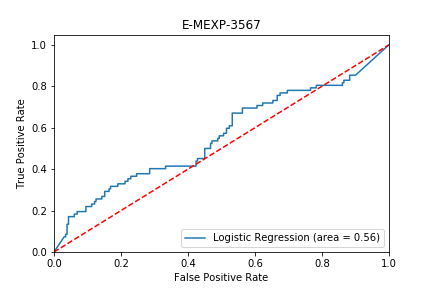 E-MEXP-3567
True Positive Rate
1.0
0.8
0.6
0.4
0.2
0.0
Logistic Regression (area = 0.56)
0.0 0.2 0.4 0.6 0.8 1.0
False Positive Rate